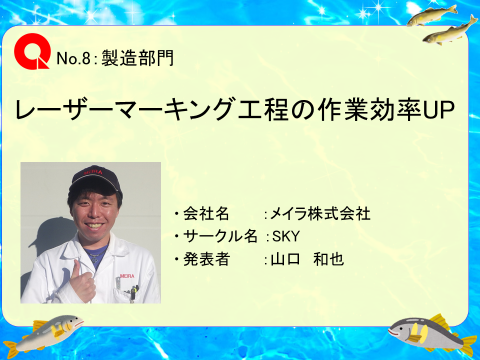 No.8：製造部門
レーザーマーキング工程の作業効率UP
・会社名　　：メイラ株式会社
・サークル名 ：SKY
・発表者　　：山口　和也
MEIRA
MEIRA